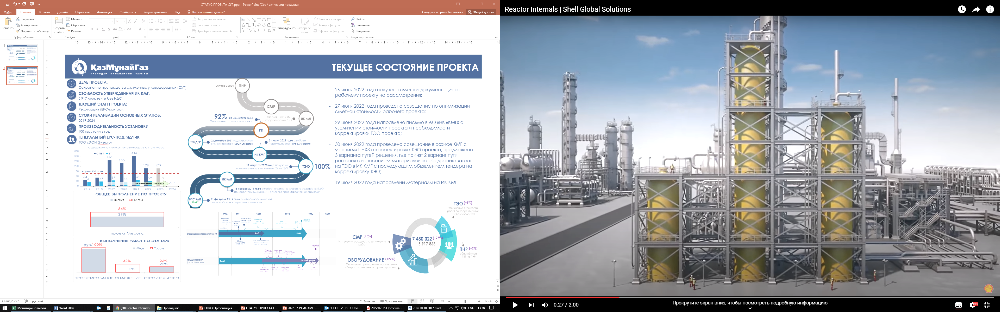 СТАТУС ПРОЕКТА СУГ.pptx - PowerPoint (Сбой активации продукта)
Файл
Главная
Вставка
Дизайн
Переходы
Анимация
Слайд-шоу
Рецензирование
Вид
Что вы хотите сделать?
Самуратов Ерлан Бахытович
Общий доступ
Вставить
Вырезать
Копировать
Формат по образцу
Буфер обмена
Создать слайд
Макет
Сбросить
Раздел
Слайды
12
Ж К Ч S abc AV Aa A
Шрифт
Направление текста
Выровнять текст
Преобразовать в SmartArt
Абзац
Упорядочить
Экспресс-стили
Заливка фигуры
Контур фигуры
Эффекты фигуры
Рисование
Найти
Заменить
Выделить
Редактирование
1
2
ҚазМұнайГаз
ПАВЛОДАР МУНАЙХИМИЯ ЗАУЫТЫ
ТЕКУЩЕЕ СОСТОЯНИЕ ПРОЕКТА
ЦЕЛЬ ПРОЕКТА:
Сохранение производства сжиженных углеводородных (СУГ)
СТОИМОСТЬ УТВЕРЖДЕННАЯ ИК КМГ:
5 917 млн. тенге без НДС
ТЕКУЩИЙ ЭТАП ПРОЕКТА:
Реализация (EPC-контракт)
СРОКИ РЕАЛИЗАЦИИ ОСНОВНЫХ ЭТАПОВ:
2019-2024
ПРОИЗВОДИТЕЛЬНОСТЬ УСТАНОВКИ:
100 тыс. тонн в год
ГЕНЕРАЛЬНЫЙ EPC-ПОДРЯДЧИК
ТОО «ЭОН Энерго»
Содержание меркаптановой серы в СУГ, % масс.
СПБТ БТ
350
300
250
200
150
100
50
0
норма 130 ppm
64 41 85 47 260 57 230 44 304 61 179 52 179 52 5 5
РЕАЛИЗАЦИЯ ПРОЕКТА
2017 2018 2019 2020 2021 2022 2023 2024
ОБЩЕЕ ВЫПОЛНЕНИЕ ПО ПРОЕКТУ
Факт План
54%
39%
проект Мерокс
ВЫПОЛНЕНИЕ РАБОТ ПО ЭТАПАМ
Факт План
92% 100%
32%
2%
22%
22%
ПРОЕКТИРОВАНИЕ СНАБЖЕНИЕ СТРОИТЕЛЬСТВО
Октябрь 2024
ПНР
СМР
ИК КМГ
Заседание ИК КМГ
корректировки ТЭО
92% 28 июня 2022 года
Увеличение стоимости проекта
РП
ТЕНДЕР
02 декабря 2021 года заключен
EPC-контракта с «ЭОН Энерго»
21 июля 2021 года одобрен
переход на этап «Реализация»
ИК КМГ
11 августа 2020 года получено
положительное заключение ГЭ на ТЭО
ТЭО
100%
ИК КМГ
15 ноября 2019 года одобрено финансирование разработки ТЭО,
приобретения лицензии и базового проекта по технологии UOP
НТС КМГ
START
21 февраля 2019 года одобрена техническая
целесообразность реализации проекта
2020 2021 2022 2023 2024 2025
Утвержденный график СУГ на ИК
ФАКТ
ПЛАН
Текущий график*
ПЛАН
Текущий график
- 26 июня 2022 года получена сметная документация по
рабочему проекту на рассмотрения;
- 27 июня 2022 года проведено совещание по оптимизации
сметной стоимости рабочего проекта;
- 29 июня 2022 года направлено письмо в АО «НК «КМГ» о
увеличении стоимости проекта и необходимости
корректировки ТЭО проекта;
- 30 июня 2022 года проведено совещание в офисе КМГ с
участием ПНХЗ о корректировке ТЭО проекта, предложено
3 варианта путей решения, где принят 2 вариант пути
решения с вынесением материалов по ободрению затрат
на ТЭО в ИК КМГ с последующим объявлением тендера на
корректировку ТЭО;
- 19 июля 2022 года направлены материалы на ИК КМГ
ТЭО (+1%)
Увеличение стоимости
работ по корректировке
ТЭО согласно ТКП
СМР (+3%)
Изменение расценок за выполнение
работ
7 480 022 (+27%)
5 917 866
ПНР (+2%)
обновлённое
ТКП на ПНР
ОБОРУДОВАНИЕ (+22%)
- Увеличение предложений поставщиков
- Результаты детального проектирования
Слайд 2 из 2
русский
Заметки
Примечания
125%
Мониторинг выпол...
Word 2016
(50) Reactor Internals ...
Проводник
ПНХЗ Презентация ...
СТАТУС ПРОЕКТА С...
2022.07.19 ИК КМГ С...
SHELL - 2018 - Outlo...
2022.07.15 Презента...
7-16 10.10.2017.nwd -...
ENG
13:38
Reactor Internals | Shell Global Solutions
0:27 / 2:00
Прокрутите экран вниз, чтобы посмотреть подробную информацию
HD